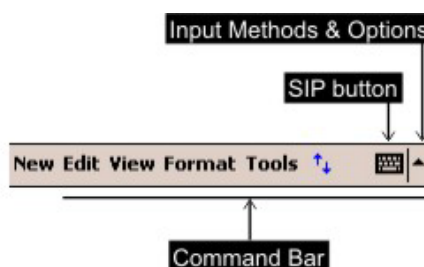 Input Methods & Options
SIP button
New Edit View Format Tools
Command Bar